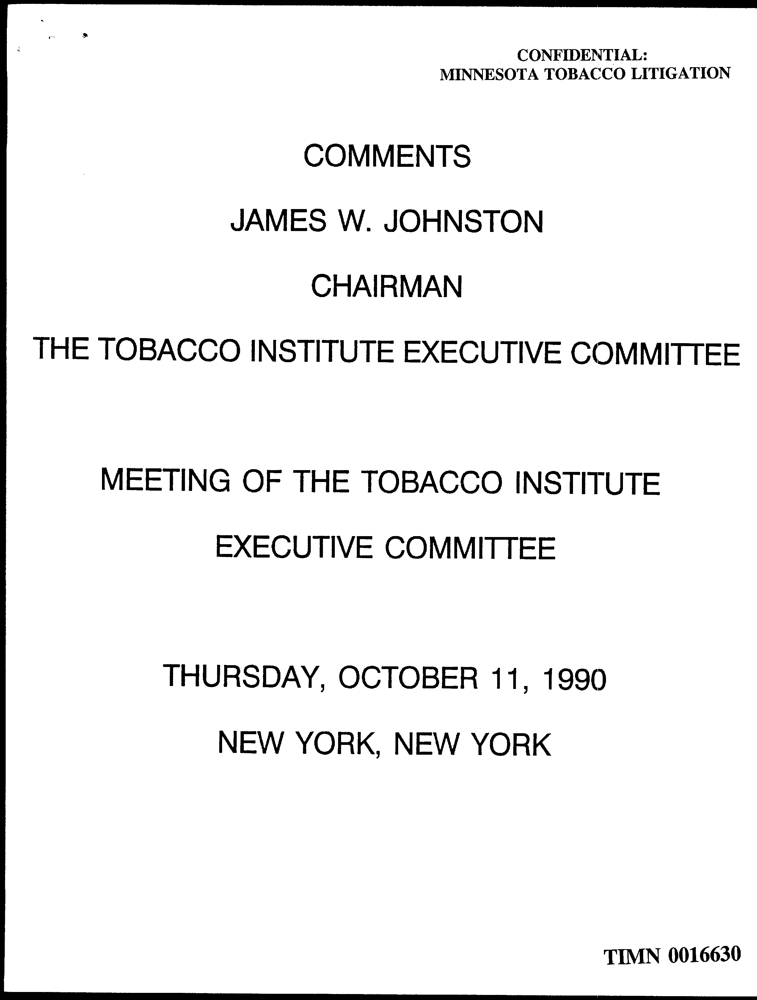 CONFIDENTIAL:
MINNESOTA TOBACCO LITIGATION
COMMENTS
JAMES W. JOHNSTON
CHAIRMAN
THE TOBACCO INSTITUTE EXECUTIVE COMMITTEE
MEETING OF THE TOBACCO INSTITUTE
EXECUTIVE COMMITTEE
THURSDAY, OCTOBER 11, 1990
NEW YORK, NEW YORK
TIMN 0016630